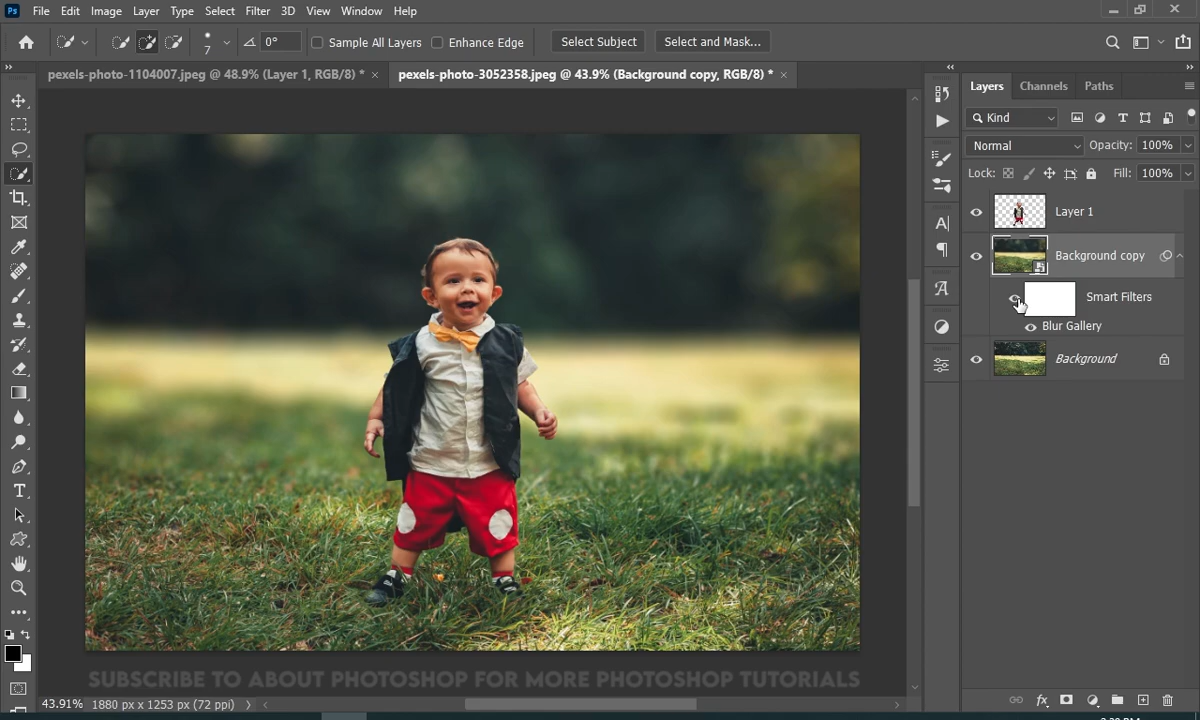 Ps File Edit Image Layer Type Select Filter 3D View Window Help
7 0° Sample All Layers Enhance Edge Select Subject Select and Mask...
pexels-photo-1104007.jpeg @ 48.9% (Layer 1, RGB/8) * × pexels-photo-3052358.jpeg @ 43.9% (Background copy, RGB/8) * ×
Layers Channels Paths
Kind
Normal Opacity: 100%
Lock: Fill: 100%
Layer 1
Background copy
Smart Filters
Blur Gallery
Background
SUBSCRIBE TO ABOUT PHOTOSHOP FOR MORE PHOTOSHOP TUTORIALS
43.91% 1880 px x 1253 px (72 ppi)